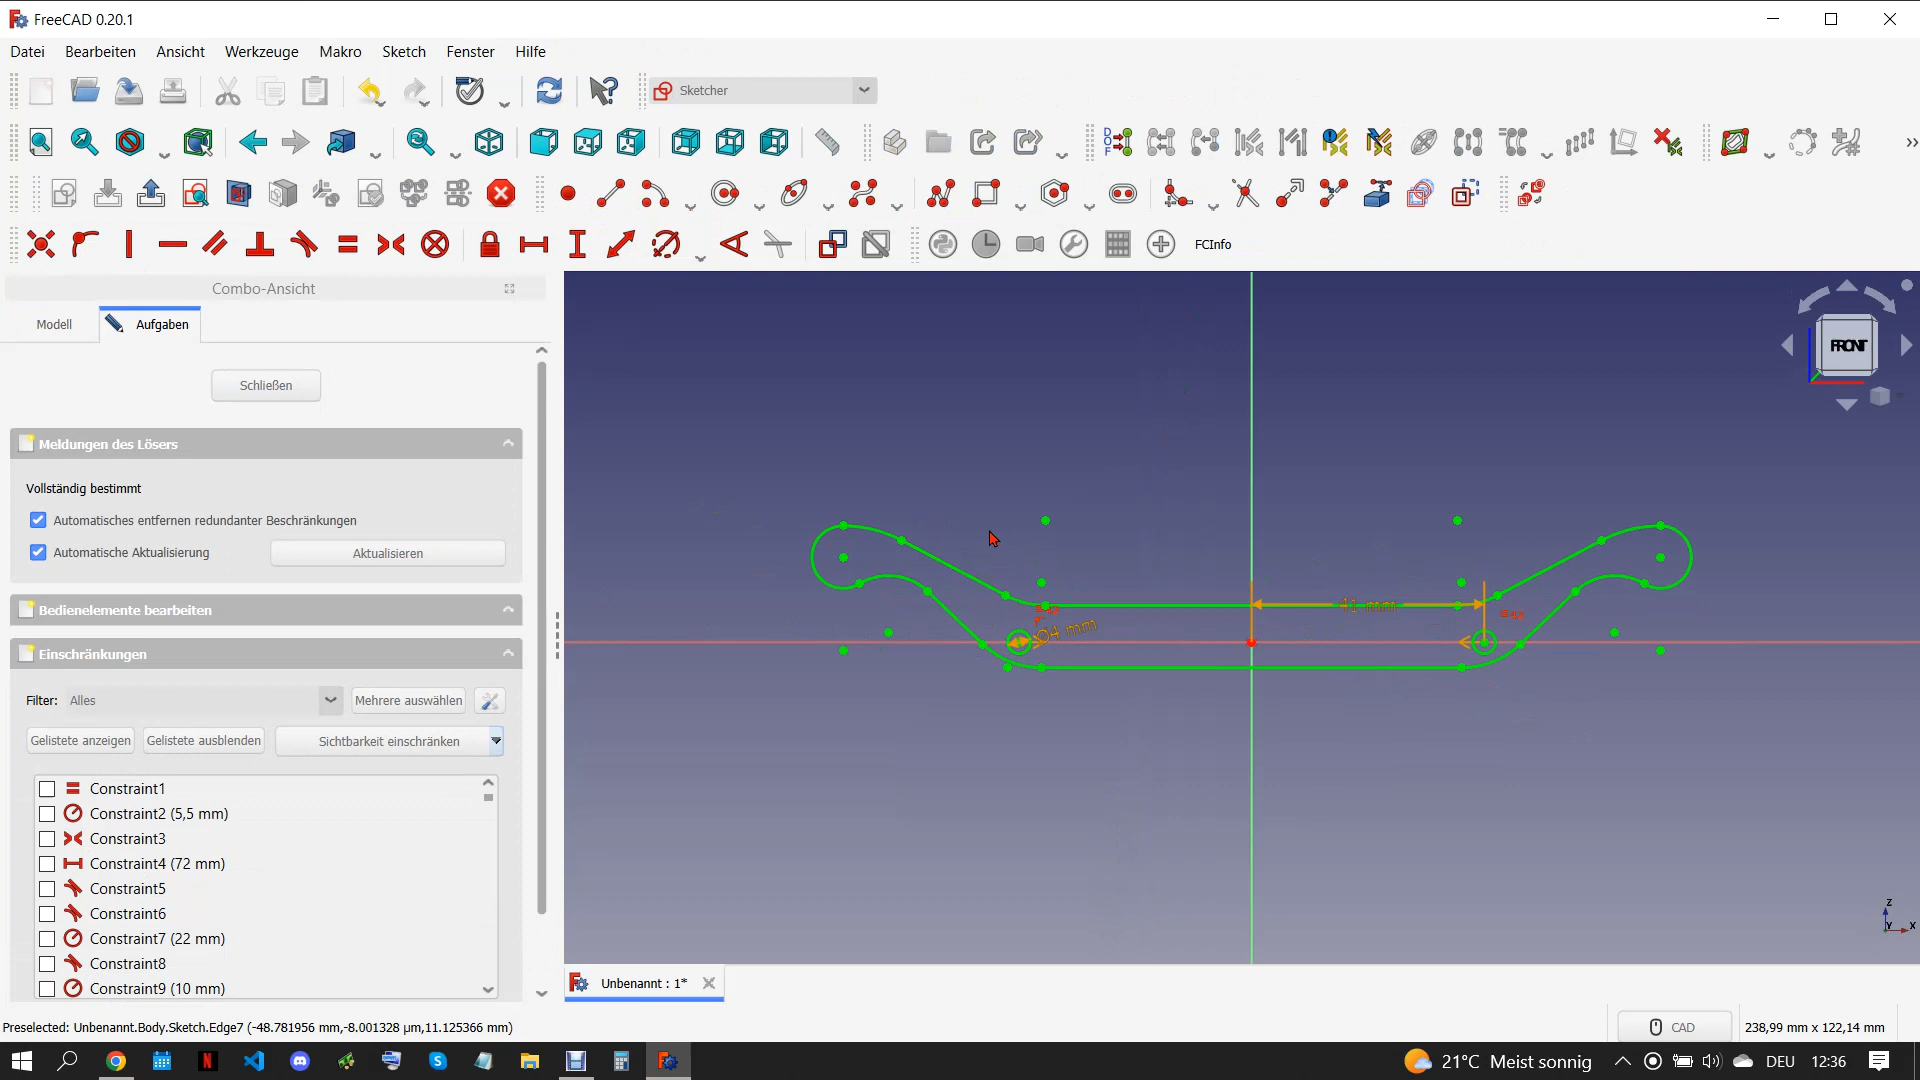 FreeCAD 0.20.1
Datei Bearbeiten Ansicht Werkzeuge Makro Sketch Fenster Hilfe
Sketcher
FCInfo
Combo-Ansicht
Modell
Aufgaben
Schließen
Meldungen des Lösers
Vollständig bestimmt
Automatisches entfernen redundanter Beschränkungen
Automatische Aktualisierung
Aktualisieren
Bedienelemente bearbeiten
Einschränkungen
Filter: Alles Mehrere auswählen
Gelistete anzeigen Gelistete ausblenden Sichtbarkeit einschränken
Constraint1
Constraint2 (5,5 mm)
Constraint3
Constraint4 (72 mm)
Constraint5
Constraint6
Constraint7 (22 mm)
Constraint8
Constraint9 (10 mm)
FRONT
41 mm
Ø4 mm
Z
Y
X
Unbenannt : 1*
Preselected: Unbenannt.Body.Sketch.Edge7 (-48.781956 mm,-8.001328 µm,11.125366 mm)
CAD
238,99 mm x 122,14 mm
21°C Meist sonnig
DEU
12:36